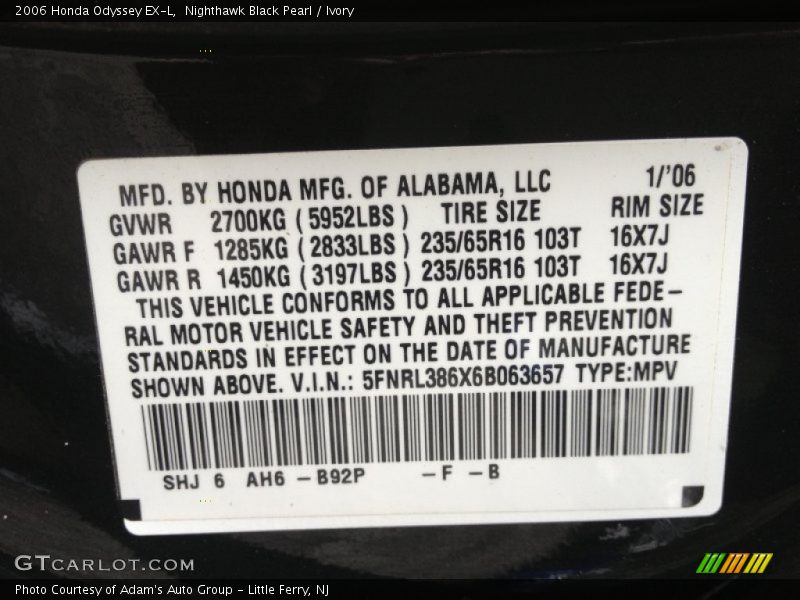 2006 Honda Odyssey EX-L,  Nighthawk Black Pearl / Ivory
MFD. BY HONDA MFG. OF ALABAMA, LLC 1/'06
GVWR 2700KG ( 5952LBS ) TIRE SIZE RIM SIZE
GAWR F 1285KG ( 2833LBS ) 235/65R16 103T 16X7J
GAWR R 1450KG ( 3197LBS ) 235/65R16 103T 16X7J
THIS VEHICLE CONFORMS TO ALL APPLICABLE FEDE-
RAL MOTOR VEHICLE SAFETY AND THEFT PREVENTION
STANDARDS IN EFFECT ON THE DATE OF MANUFACTURE
SHOWN ABOVE. V.I.N.: 5FNRL386X6B063657 TYPE:MPV
SHJ 6 AH6 - B92P - F - B
GTCARLOT.COM
Photo Courtesy of Adam's Auto Group - Little Ferry, NJ